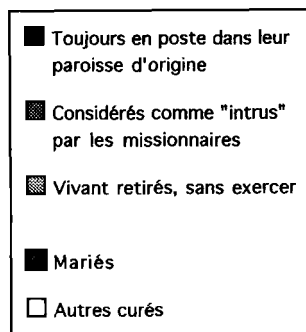 Toujours en poste dans leur
paroisse d'origine
Considérés comme "intrus"
par les missionnaires
Vivant retirés, sans exercer
Mariés
Autres curés